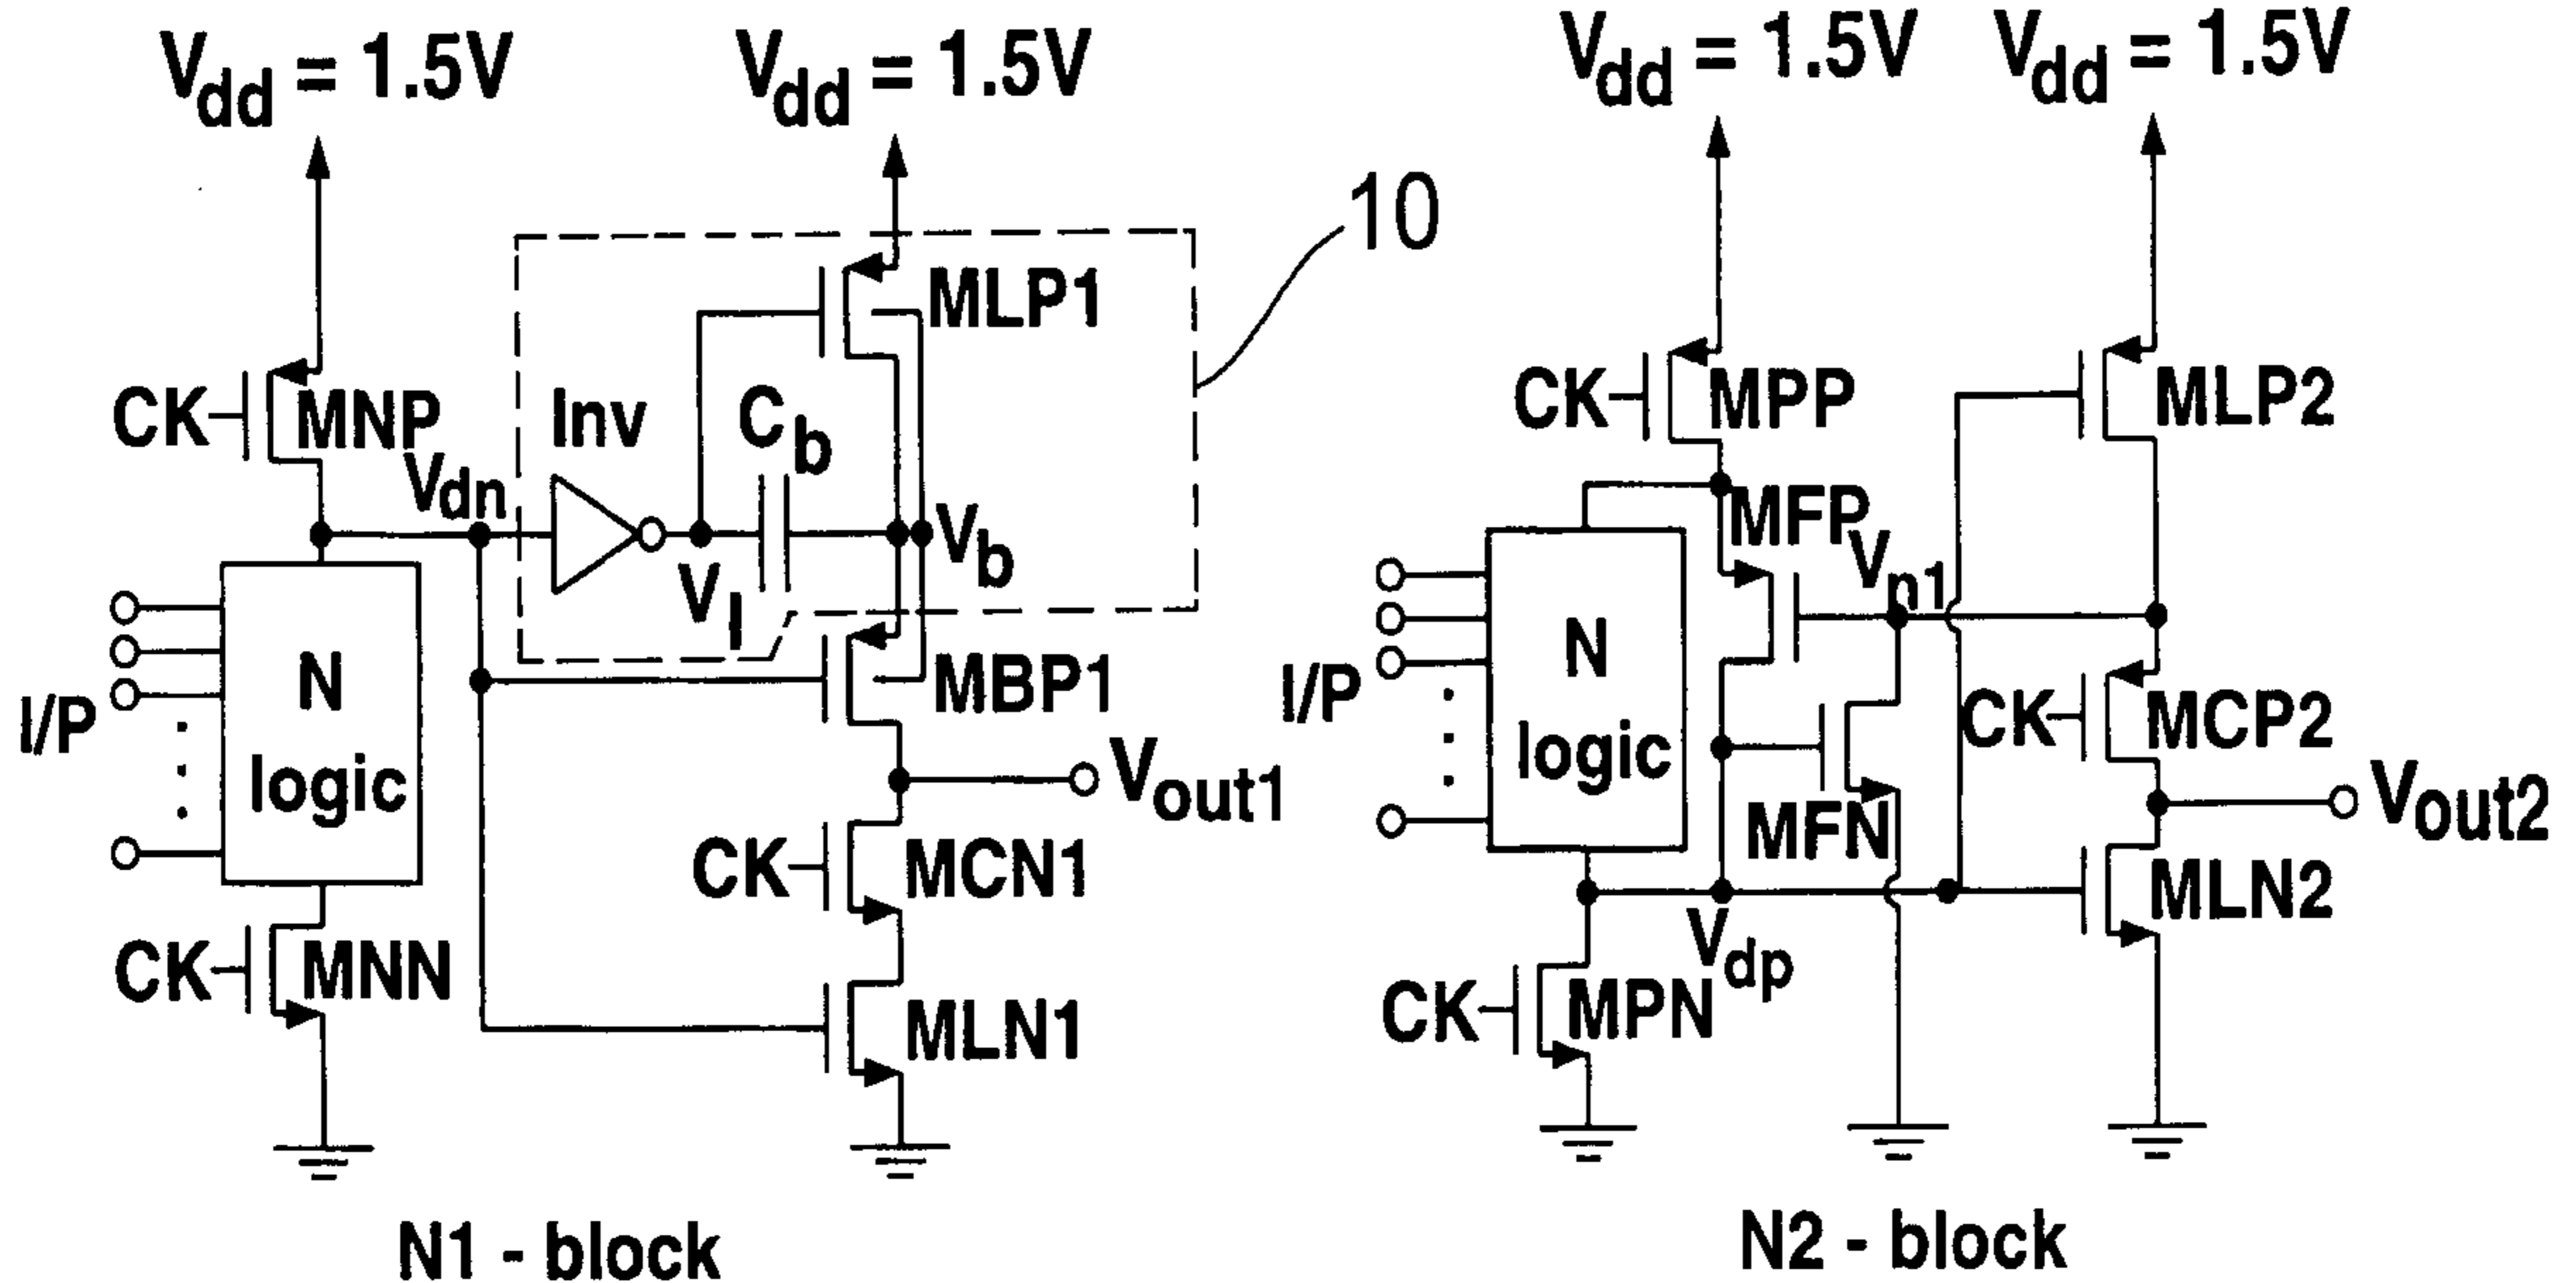 Vdd = 1.5V
Vdd = 1.5V
10
CK
MNP
Vdn
Inv
Cb
MLP1
VI
Vb
I/P
N
logic
MBP1
Vout1
CK
MCN1
CK
MNN
MLN1
N1 - block
Vdd = 1.5V
Vdd = 1.5V
CK
MPP
MLP2
MFP
Vn1
I/P
N
logic
CK
MCP2
MFN
Vout2
Vdp
MLN2
CK
MPN
N2 - block